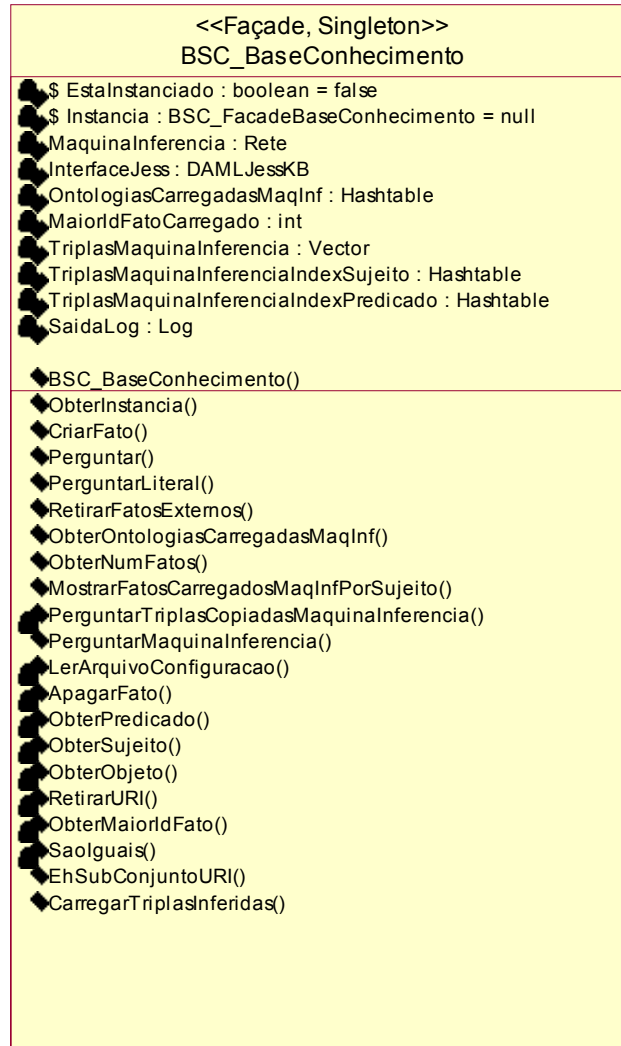 <<Façade, Singleton>>
BSC_BaseConhecimento
$ EstaInstanciado : boolean = false
$ Instancia : BSC_FacadeBaseConhecimento = null
MaquinaInferencia : Rete
InterfaceJess : DAMLJessKB
OntologiasCarregadasMaqInf : Hashtable
MaiorIdFatoCarregado : int
TriplasMaquinaInferencia : Vector
TriplasMaquinaInferenciaIndexSujeito : Hashtable
TriplasMaquinaInferenciaIndexPredicado : Hashtable
SaidaLog : Log
BSC_BaseConhecimento()
ObterInstancia()
CriarFato()
Perguntar()
PerguntarLiteral()
RetirarFatosExternos()
ObterOntologiasCarregadasMaqInf()
ObterNumFatos()
MostrarFatosCarregadosMaqInfPorSujeito()
PerguntarTriplasCopiadasMaquinaInferencia()
PerguntarMaquinaInferencia()
LerArquivoConfiguracao()
ApagarFato()
ObterPredicado()
ObterSujeito()
ObterObjeto()
RetirarURI()
ObterMaiorIdFato()
SaoIguais()
EhSubConjuntoURI()
CarregarTriplasInferidas()